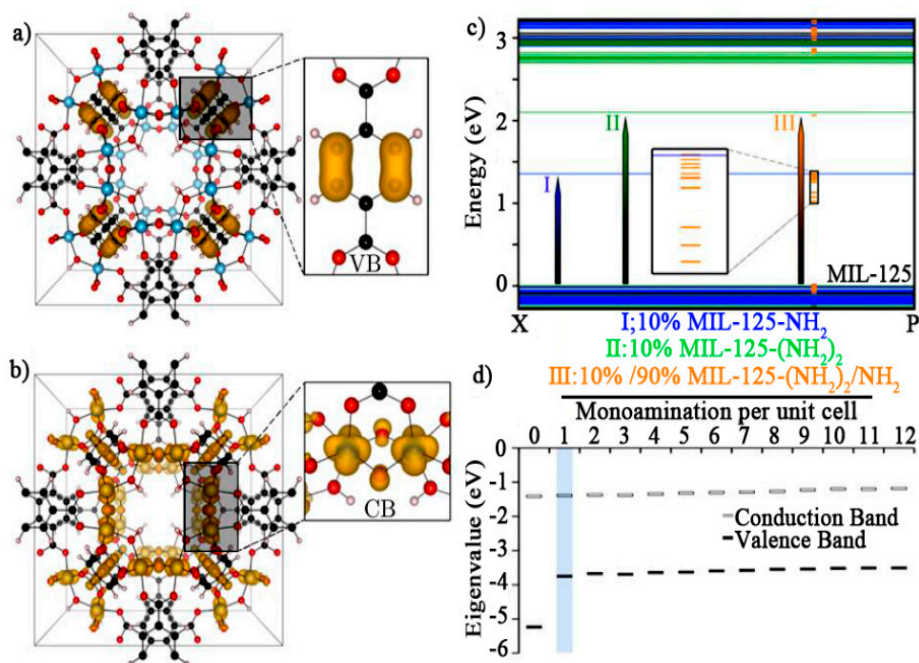 a)
VB
b)
CB
c)
Energy (eV)
3
2
1
0
I
II
III
MIL-125
X
P
I;10% MIL-125-NH₂
II:10% MIL-125-(NH₂)₂
III:10% /90% MIL-125-(NH₂)₂/NH₂
d)
Monoamination per unit cell
0 1 2 3 4 5 6 7 8 9 10 11 12
Eigenvalue (eV)
-1
-2
-3
-4
-5
-6
Conduction Band
Valence Band